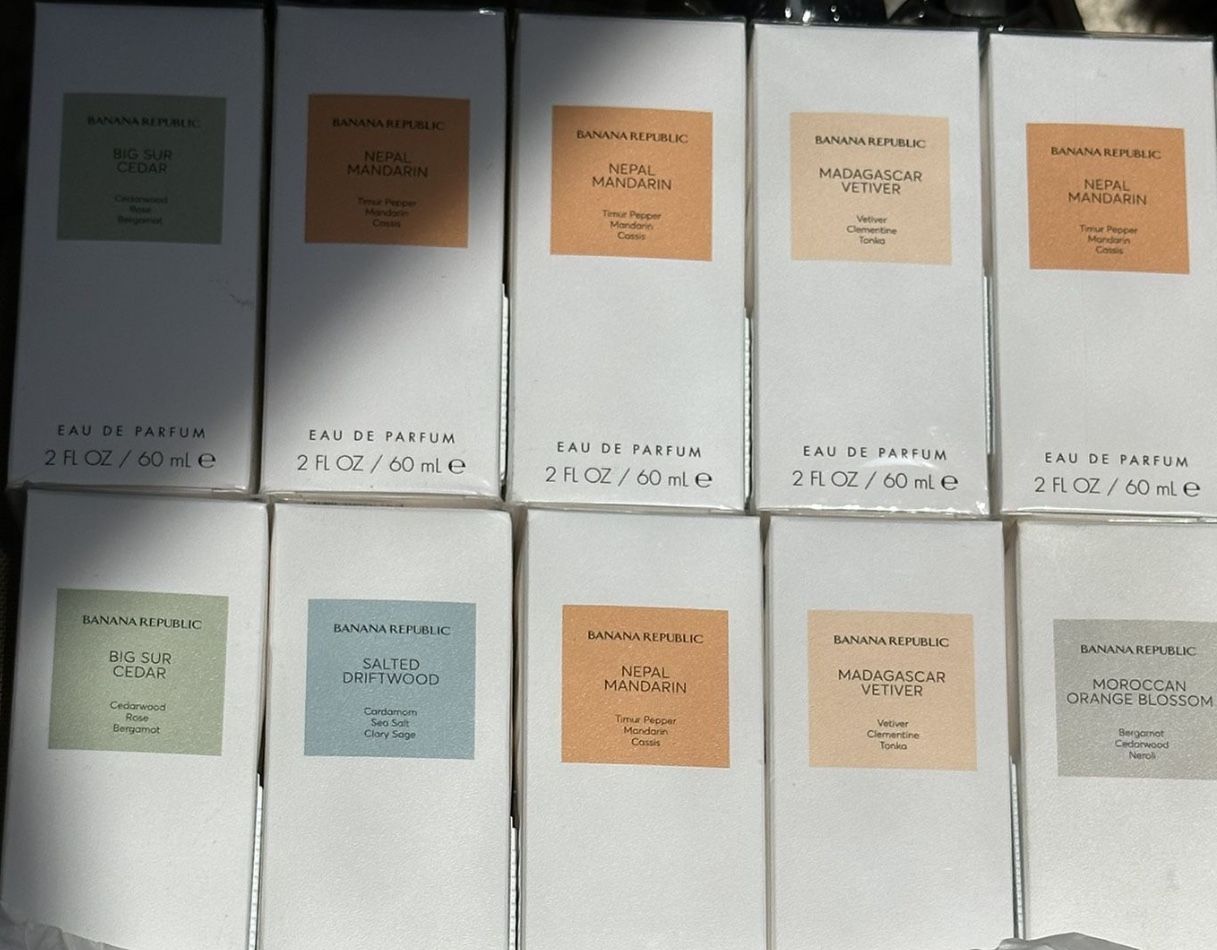 BANANA REPUBLIC
BIG SUR
CEDAR
Cedarwood
Rose
Bergamot
EAU DE PARFUM
2 FL OZ / 60 mL ℮
BANANA REPUBLIC
NEPAL
MANDARIN
Timur Pepper
Mandarin
Cassis
EAU DE PARFUM
2 FL OZ / 60 mL ℮
BANANA REPUBLIC
NEPAL
MANDARIN
Timur Pepper
Mandarin
Cassis
EAU DE PARFUM
2 FL OZ / 60 mL ℮
BANANA REPUBLIC
MADAGASCAR
VETIVER
Vetiver
Clementine
Tonka
EAU DE PARFUM
2 FL OZ / 60 mL ℮
BANANA REPUBLIC
NEPAL
MANDARIN
Timur Pepper
Mandarin
Cassis
EAU DE PARFUM
2 FL OZ / 60 mL ℮
BANANA REPUBLIC
BIG SUR
CEDAR
Cedarwood
Rose
Bergamot
BANANA REPUBLIC
SALTED
DRIFTWOOD
Cardamom
Sea Salt
Clary Sage
BANANA REPUBLIC
NEPAL
MANDARIN
Timur Pepper
Mandarin
Cassis
BANANA REPUBLIC
MADAGASCAR
VETIVER
Vetiver
Clementine
Tonka
BANANA REPUBLIC
MOROCCAN
ORANGE BLOSSOM
Bergamot
Cedarwood
Neroli